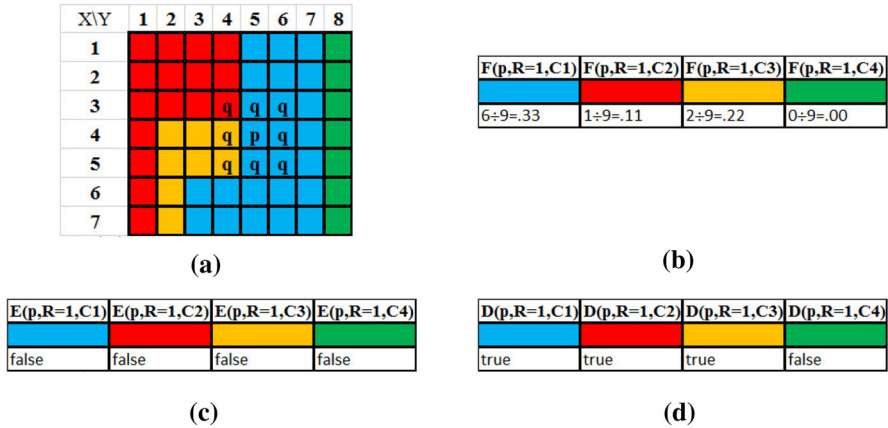 X\Y 1 2 3 4 5 6 7 8
1
2
3 q q q
4 q p q
5 q q q
6
7
(a)
F(p,R=1,C1) F(p,R=1,C2) F(p,R=1,C3) F(p,R=1,C4)
6÷9=.33 1÷9=.11 2÷9=.22 0÷9=.00
(b)
E(p,R=1,C1) E(p,R=1,C2) E(p,R=1,C3) E(p,R=1,C4)
false false false false
(c)
D(p,R=1,C1) D(p,R=1,C2) D(p,R=1,C3) D(p,R=1,C4)
true true true false
(d)